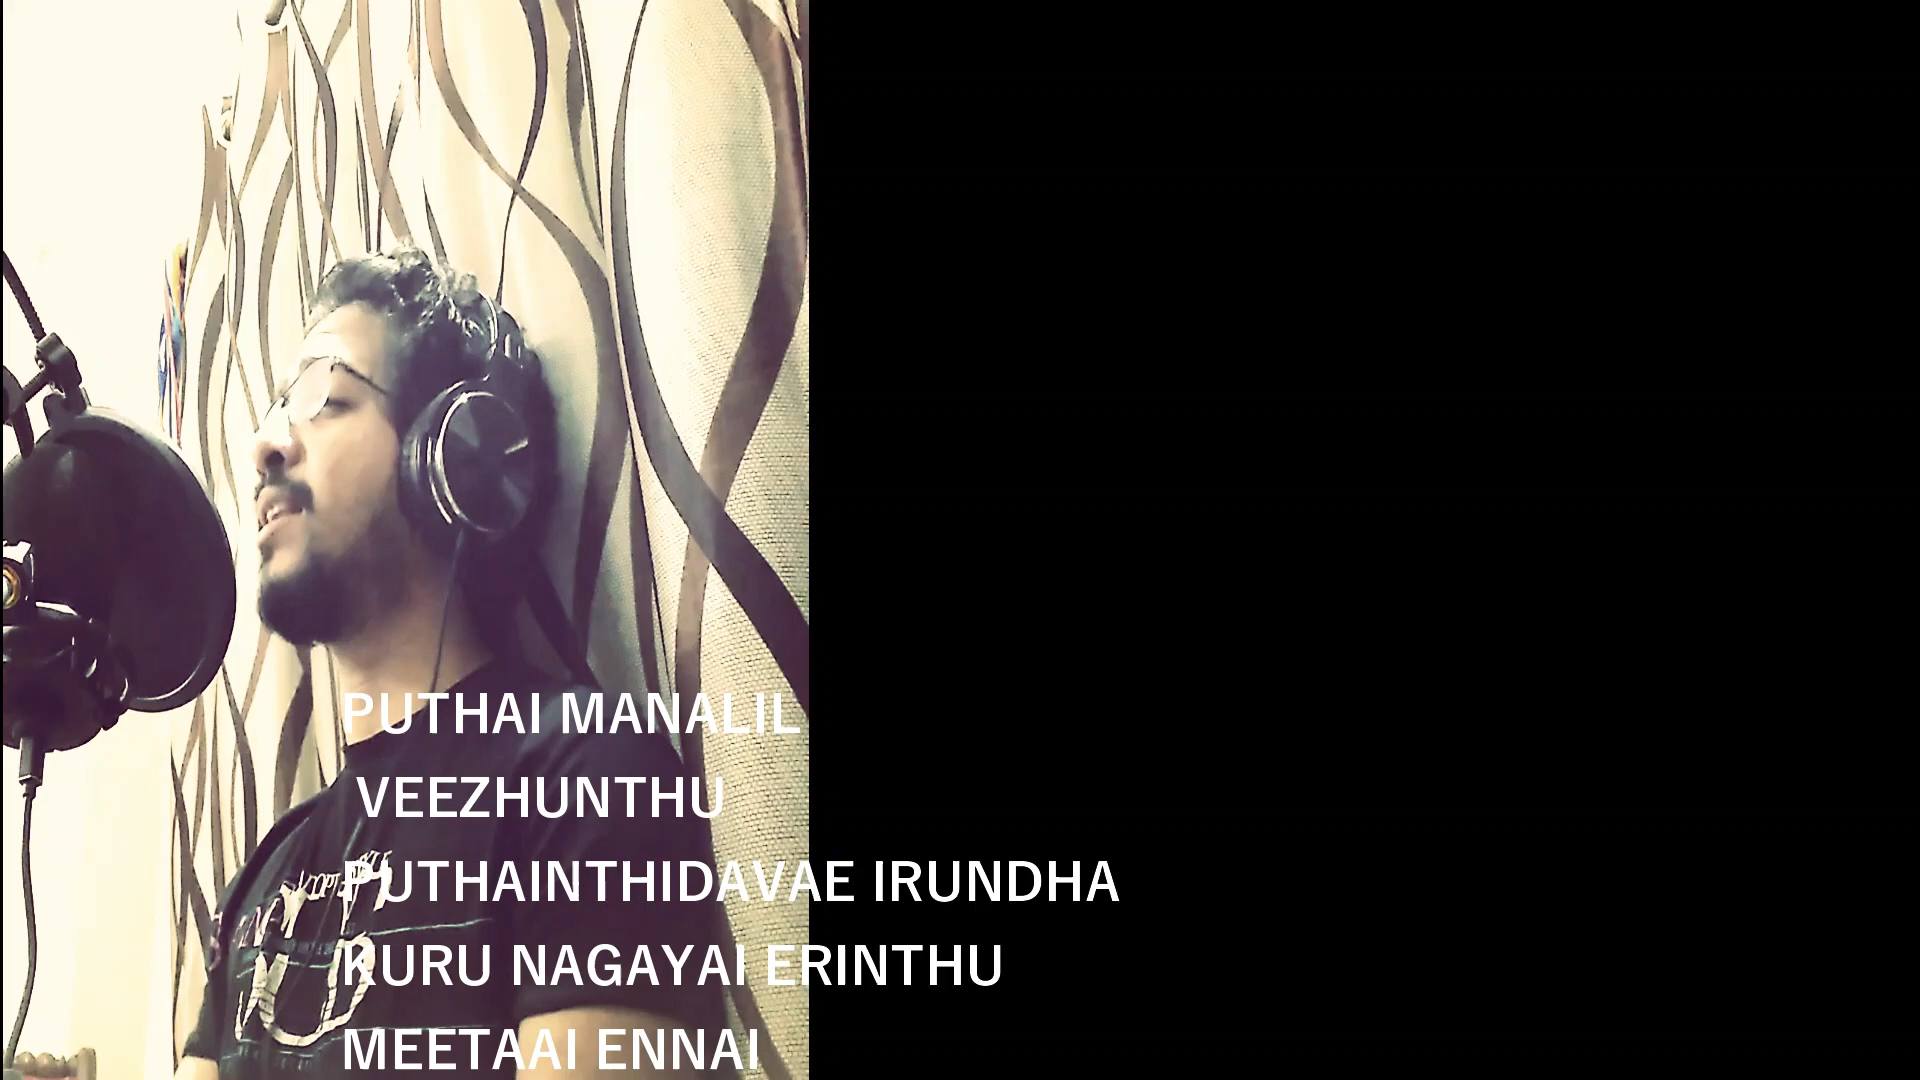 PUTHAI MANALIL
VEEZHUNTHU
PUTHAINTHIDAVAE IRUNDHA
KURU NAGAYAI ERINTHU
MEETAAI ENNAI